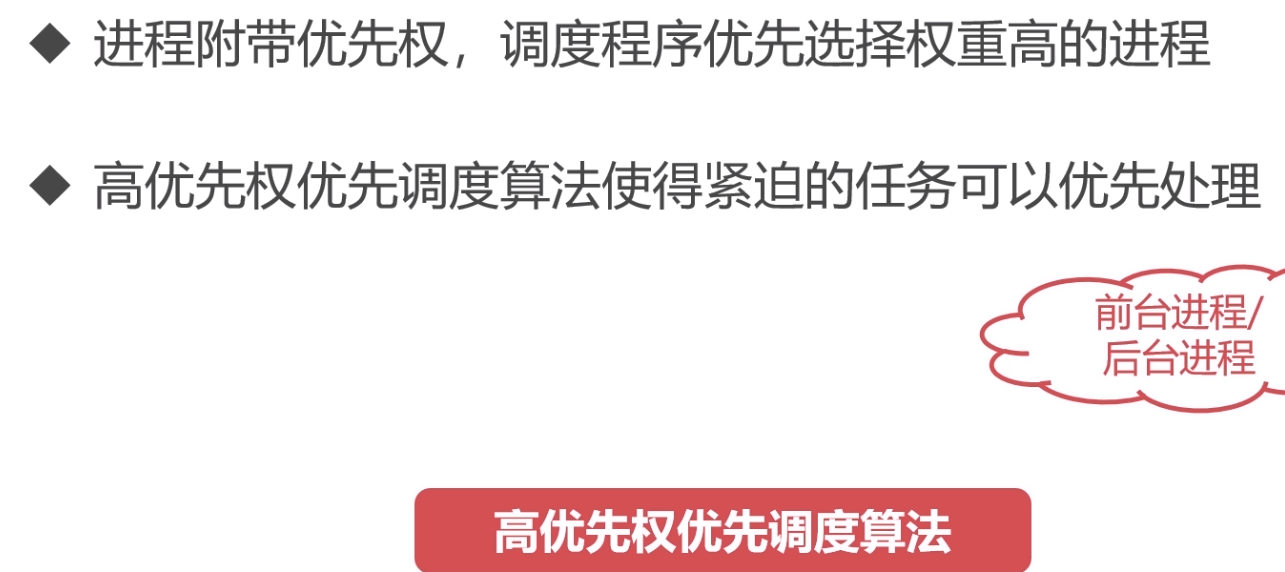 ◆ 进程附带优先权，调度程序优先选择权重高的进程
◆ 高优先权优先调度算法使得紧迫的任务可以优先处理
前台进程/
后台进程
高优先权优先调度算法